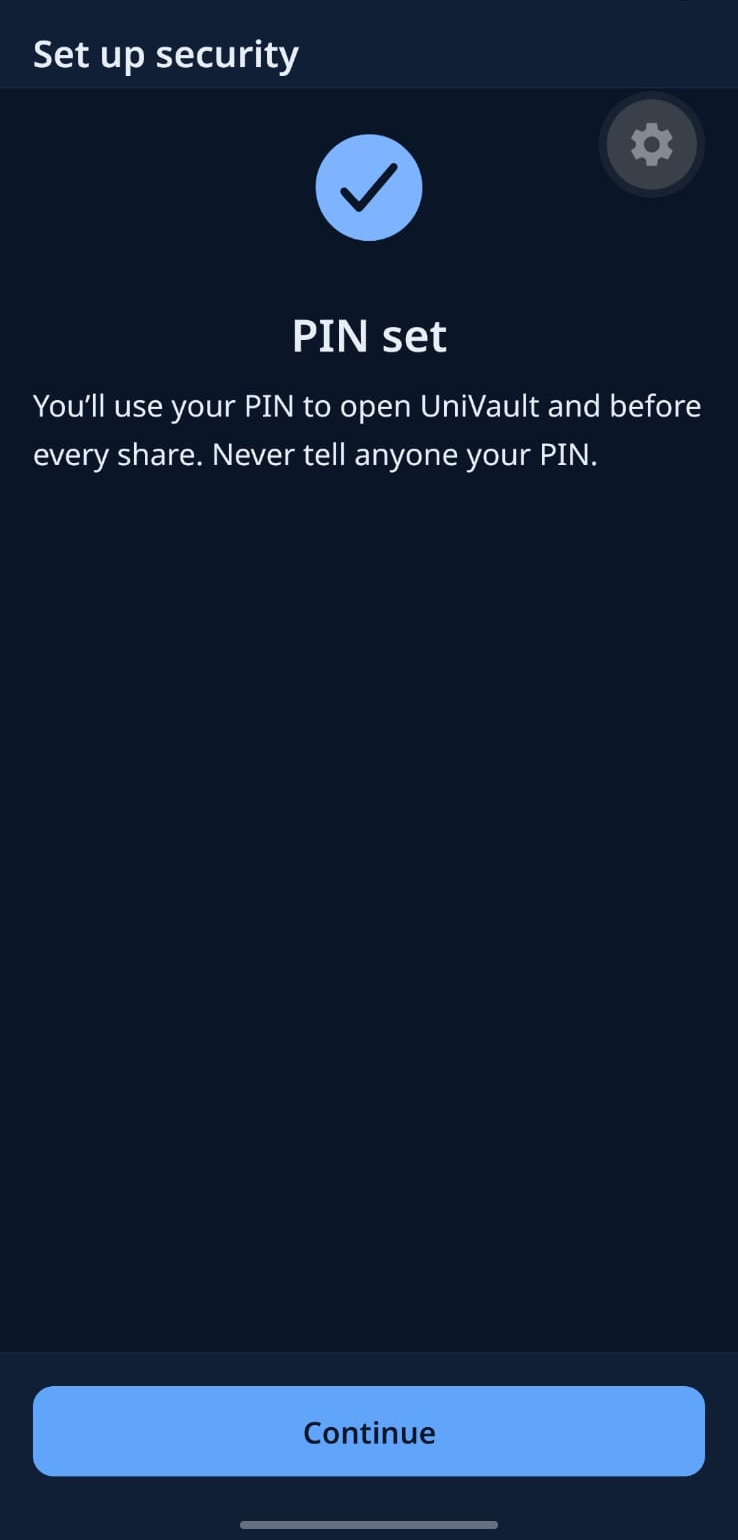 Set up security
PIN set
You’ll use your PIN to open UniVault and before
every share. Never tell anyone your PIN.
Continue